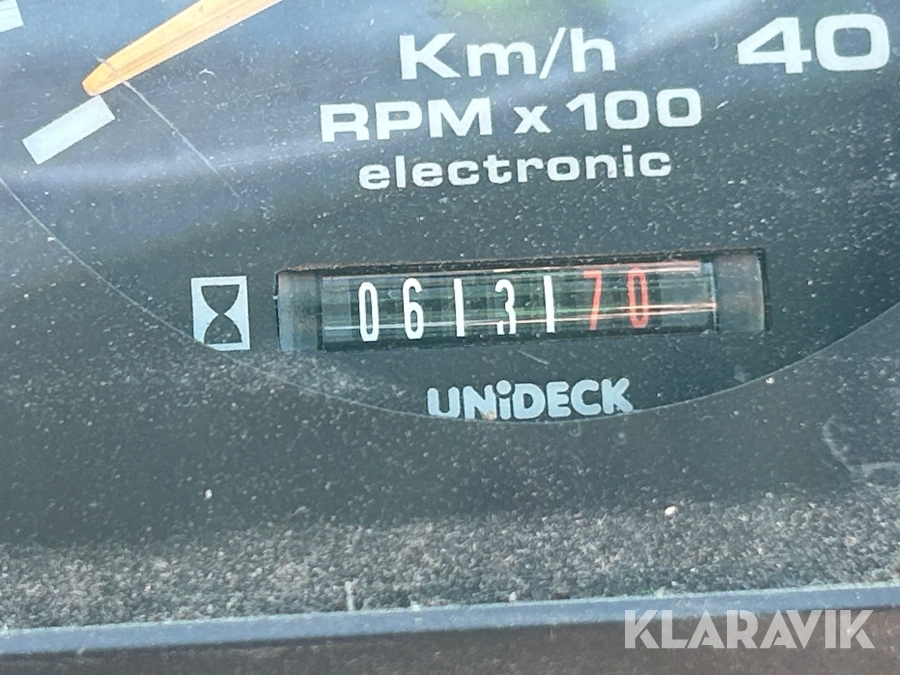 Km/h
40
RPM x 100
electronic
0613170
UNiDECK
KLARAVIK